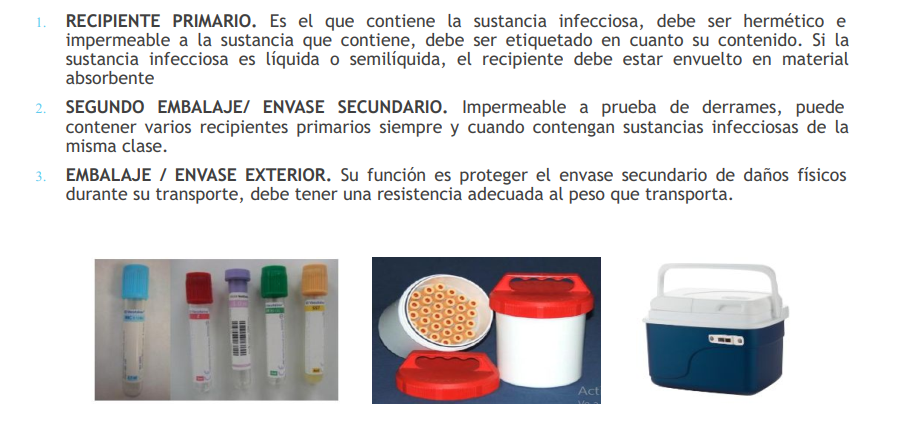 1. RECIPIENTE PRIMARIO. Es el que contiene la sustancia infecciosa, debe ser hermético e
impermeable a la sustancia que contiene, debe ser etiquetado en cuanto su contenido. Si la
sustancia infecciosa es líquida o semilíquida, el recipiente debe estar envuelto en material
absorbente
2. SEGUNDO EMBALAJE/ ENVASE SECUNDARIO. Impermeable a prueba de derrames, puede
contener varios recipientes primarios siempre y cuando contengan sustancias infecciosas de la
misma clase.
3. EMBALAJE / ENVASE EXTERIOR. Su función es proteger el envase secundario de daños físicos
durante su transporte, debe tener una resistencia adecuada al peso que transporta.
Act